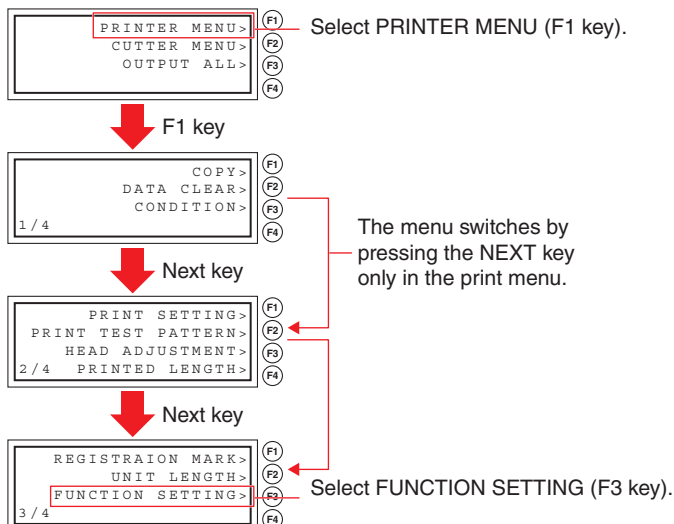 PRINTER MENU>
CUTTER MENU>
OUTPUT ALL>
F1
F2
F3
F4
Select PRINTER MENU (F1 key).
F1 key
COPY>
DATA CLEAR>
CONDITION>
1/4
F1
F2
F3
F4
The menu switches by
pressing the NEXT key
only in the print menu.
Next key
PRINT SETTING>
PRINT TEST PATTERN>
HEAD ADJUSTMENT>
2/4 PRINTED LENGTH>
F1
F2
F3
F4
Next key
REGISTRAION MARK>
UNIT LENGTH>
FUNCTION SETTING>
3/4
F1
F2
F3
F4
Select FUNCTION SETTING (F3 key).